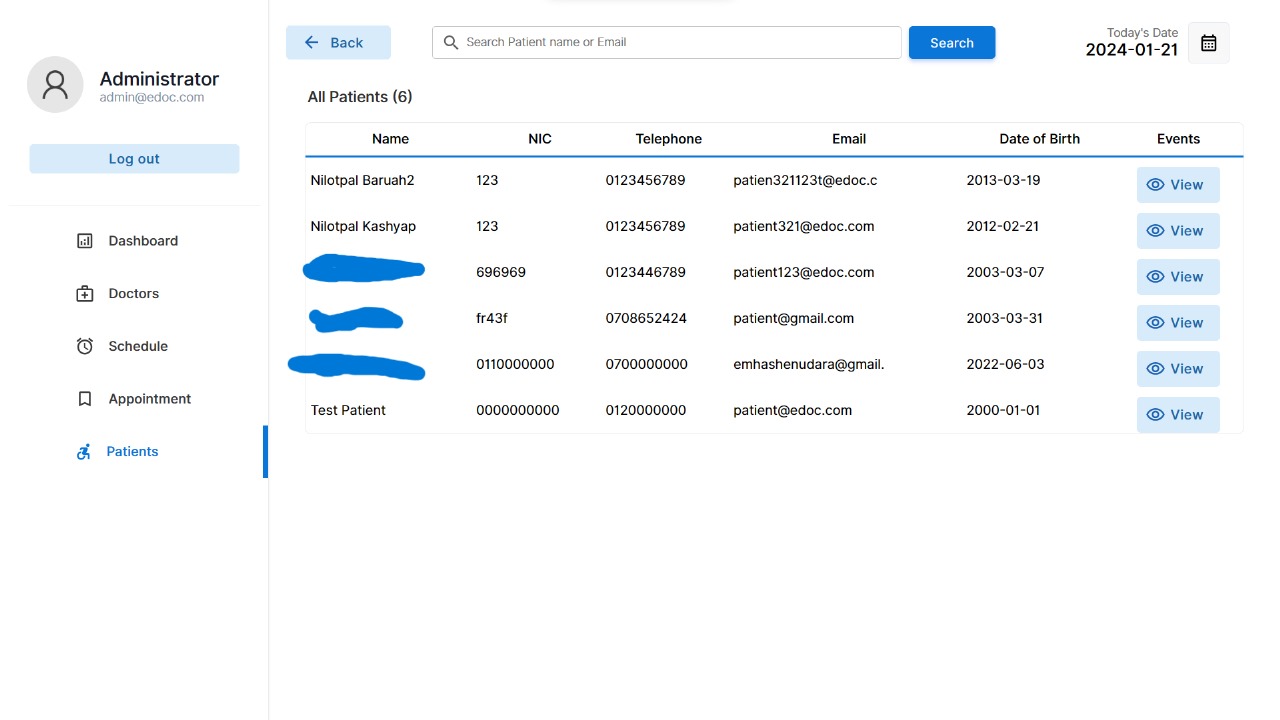 Administrator
admin@edoc.com
Log out
Dashboard
Doctors
Schedule
Appointment
Patients
Back
Search Patient name or Email
Search
Today's Date
2024-01-21
All Patients (6)
Name NIC Telephone Email Date of Birth Events
Nilotpal Baruah2 123 0123456789 patien321123t@edoc.c 2013-03-19 View
Nilotpal Kashyap 123 0123456789 patient321@edoc.com 2012-02-21 View
696969 0123446789 patient123@edoc.com 2003-03-07 View
fr43f 0708652424 patient@gmail.com 2003-03-31 View
0110000000 0700000000 emhashenudara@gmail. 2022-06-03 View
Test Patient 0000000000 0120000000 patient@edoc.com 2000-01-01 View